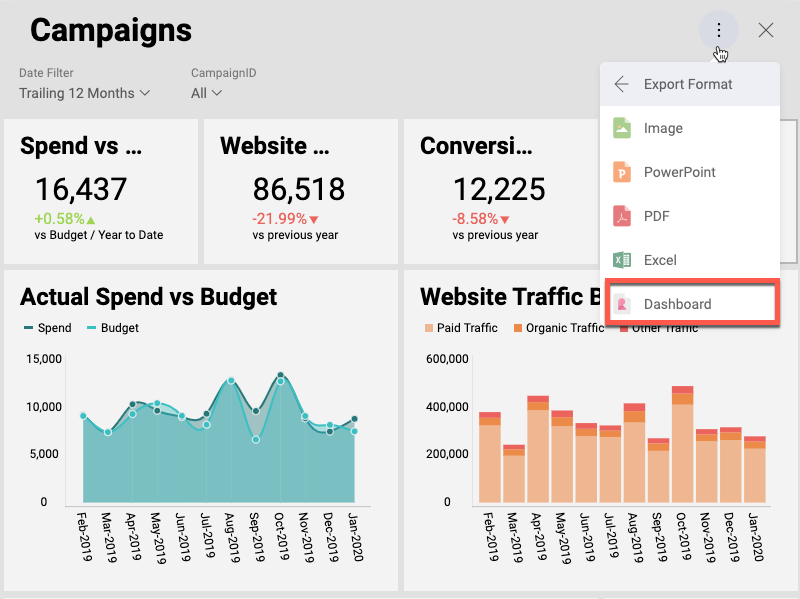 Campaigns
Date Filter
Trailing 12 Months
CampaignID
All
Export Format
Image
PowerPoint
PDF
Excel
Dashboard
Spend vs ...
16,437
+0.58%
vs Budget / Year to Date
Website ...
86,518
-21.99%
vs previous year
Conversi...
12,225
-8.58%
vs previous year
Actual Spend vs Budget
Spend
Budget
15,000
10,000
5,000
0
Feb-2019
Mar-2019
Apr-2019
May-2019
Jun-2019
Jul-2019
Aug-2019
Sep-2019
Oct-2019
Nov-2019
Dec-2019
Jan-2020
Website Traffic B
Paid Traffic
Organic Traffic
Other Traffic
600,000
400,000
200,000
0
Feb-2019
Mar-2019
Apr-2019
May-2019
Jun-2019
Jul-2019
Aug-2019
Sep-2019
Oct-2019
Nov-2019
Dec-2019
Jan-2020